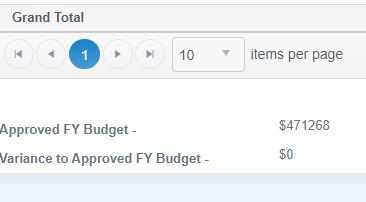 Grand Total
1 10 items per page
Approved FY Budget - $471268
Variance to Approved FY Budget - $0